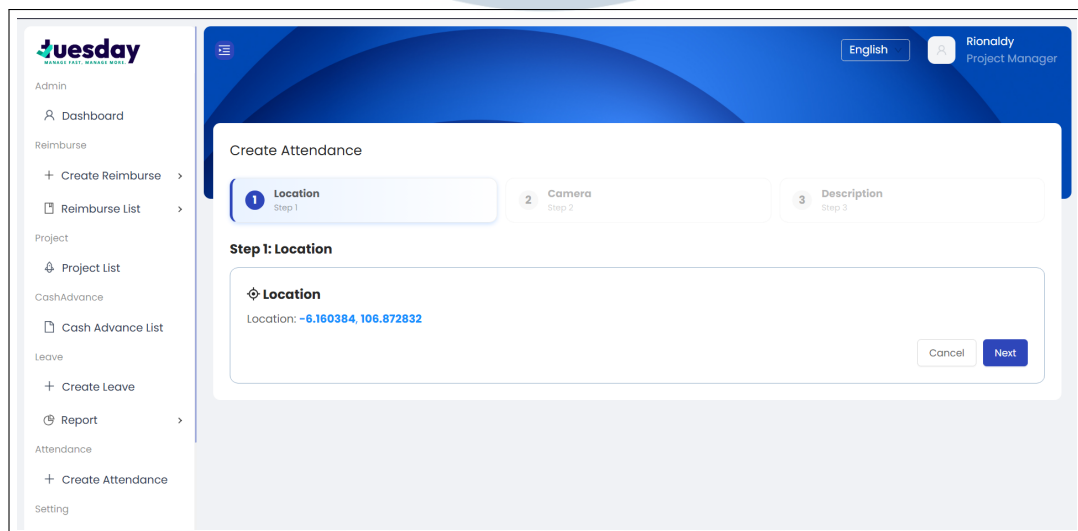 tuesday
MANAGE FAST. MANAGE MORE.
Admin
Dashboard
Reimburse
+ Create Reimburse >
Reimburse List >
Project
Project List
CashAdvance
Cash Advance List
Leave
+ Create Leave
Report >
Attendance
+ Create Attendance
Setting
English
Rionaldy
Project Manager
Create Attendance
1 Location
Step 1
2 Camera
Step 2
3 Description
Step 3
Step 1: Location
Location
Location: -6.160384, 106.872832
Cancel
Next